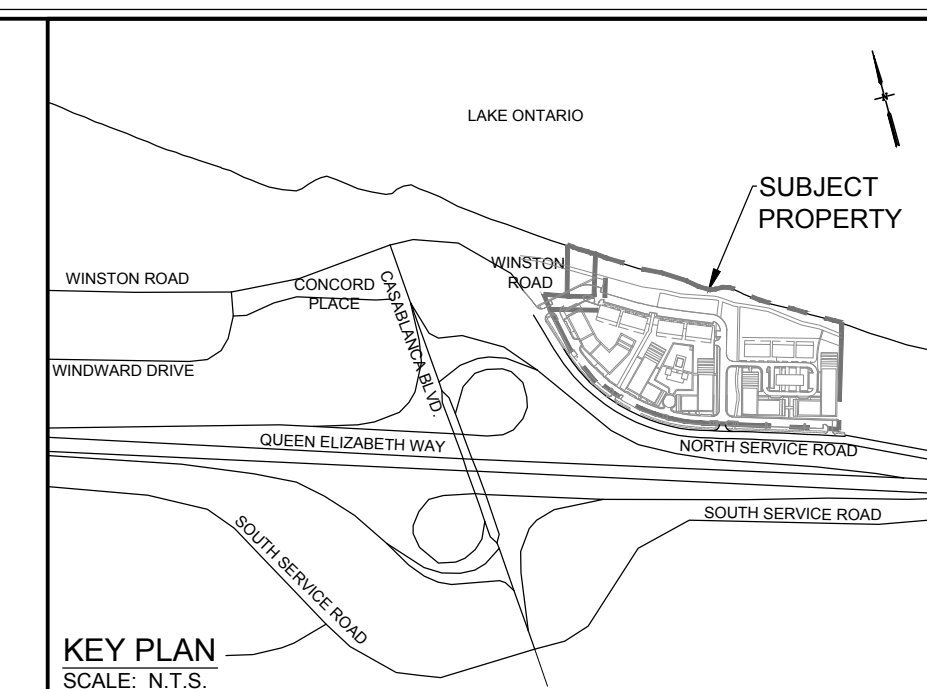 LAKE ONTARIO
SUBJECT
PROPERTY
WINSTON ROAD
CONCORD
PLACE
CASABLANCA BLVD.
WINSTON
ROAD
WINDWARD DRIVE
QUEEN ELIZABETH WAY
NORTH SERVICE ROAD
SOUTH SERVICE ROAD
SOUTH SERVICE ROAD
KEY PLAN
SCALE: N.T.S.